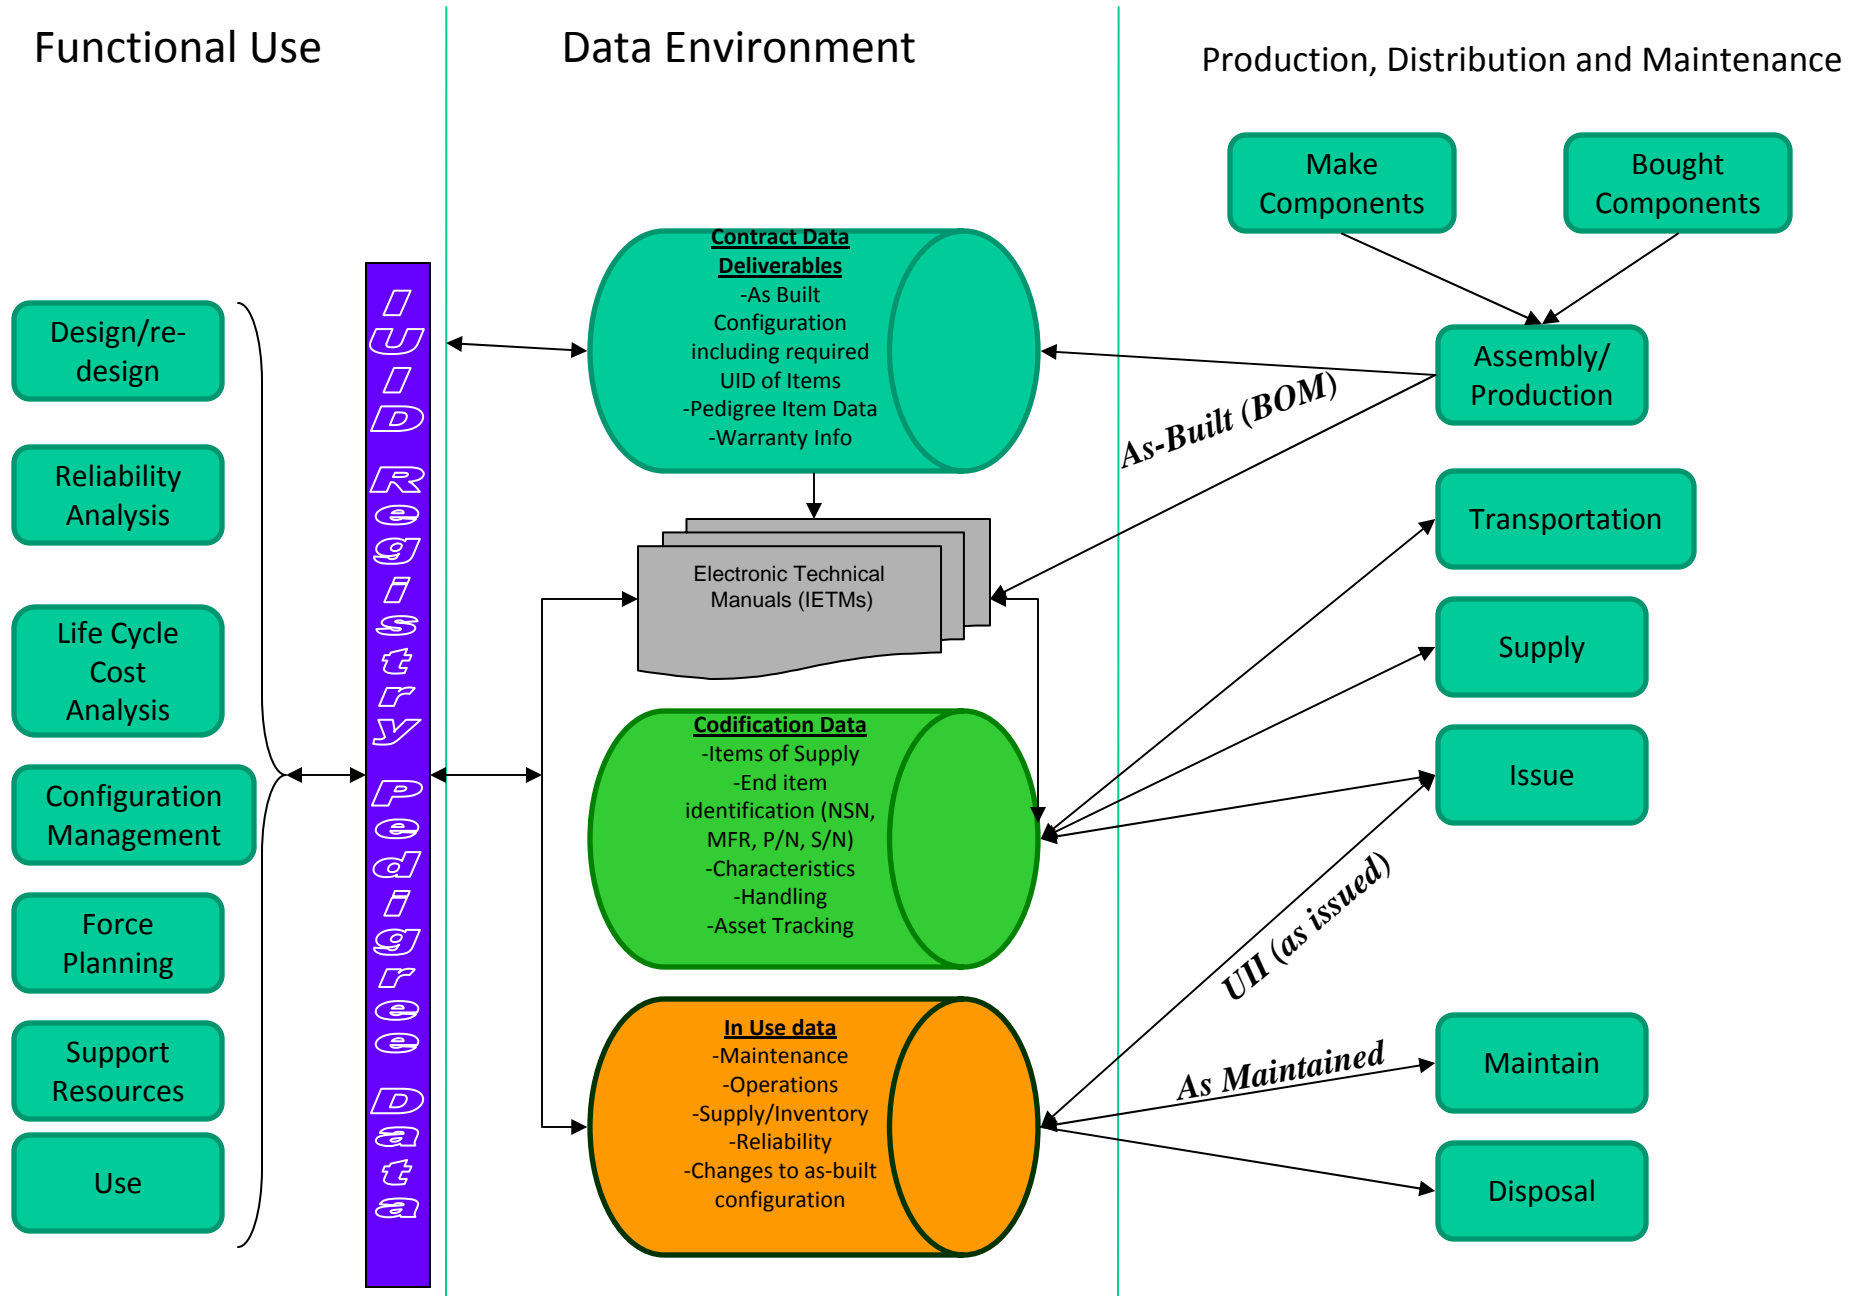 Functional Use
Data Environment
Production, Distribution and Maintenance
Design/re-
design
Reliability
Analysis
Life Cycle
Cost
Analysis
Configuration
Management
Force
Planning
Support
Resources
Use
IUID Registry Pedigree Data
Contract Data
Deliverables
-As Built
Configuration
including required
UID of Items
-Pedigree Item Data
-Warranty Info
Electronic Technical
Manuals (IETMs)
Codification Data
-Items of Supply
-End item
identification (NSN,
MFR, P/N, S/N)
-Characteristics
-Handling
-Asset Tracking
In Use data
-Maintenance
-Operations
-Supply/Inventory
-Reliability
-Changes to as-built
configuration
As-Built (BOM)
UII (as issued)
As Maintained
Make
Components
Bought
Components
Assembly/
Production
Transportation
Supply
Issue
Maintain
Disposal